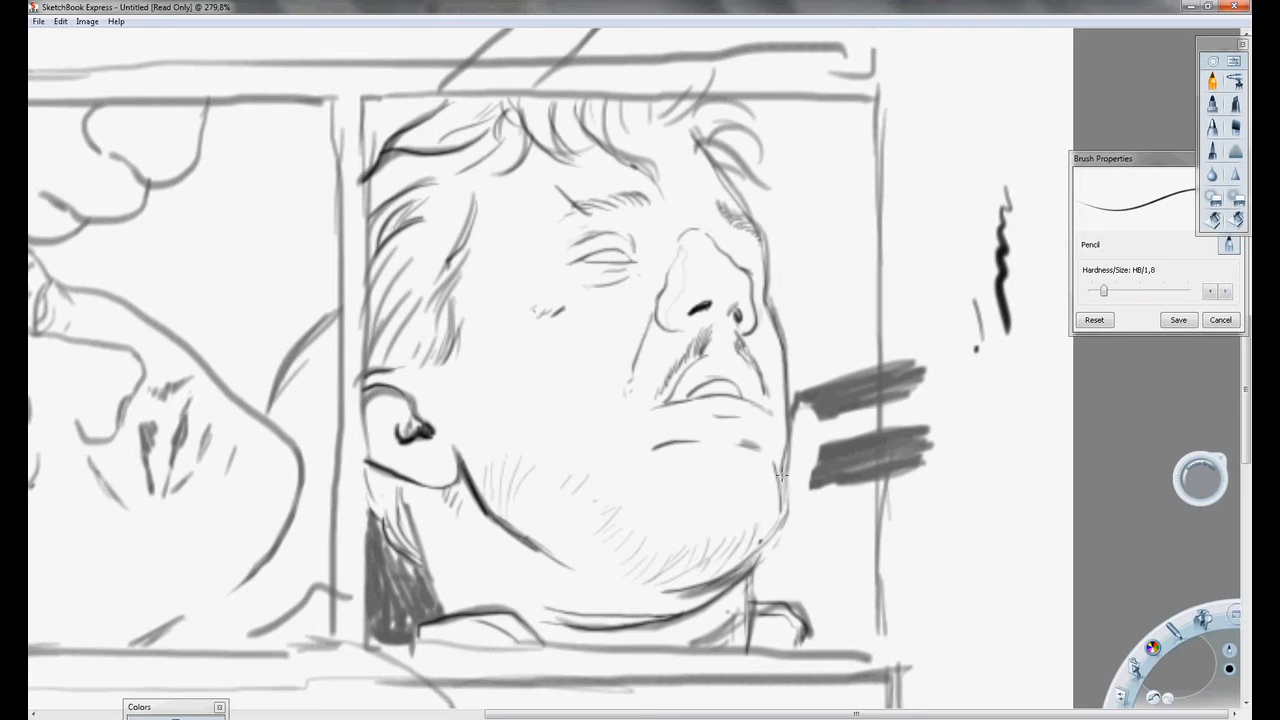 SketchBook Express - Untitled [Read Only] @ 279,8%
File Edit Image Help
Brush Properties
Pencil
Hardness/Size: HB/1,8
Reset Save Cancel
Colors